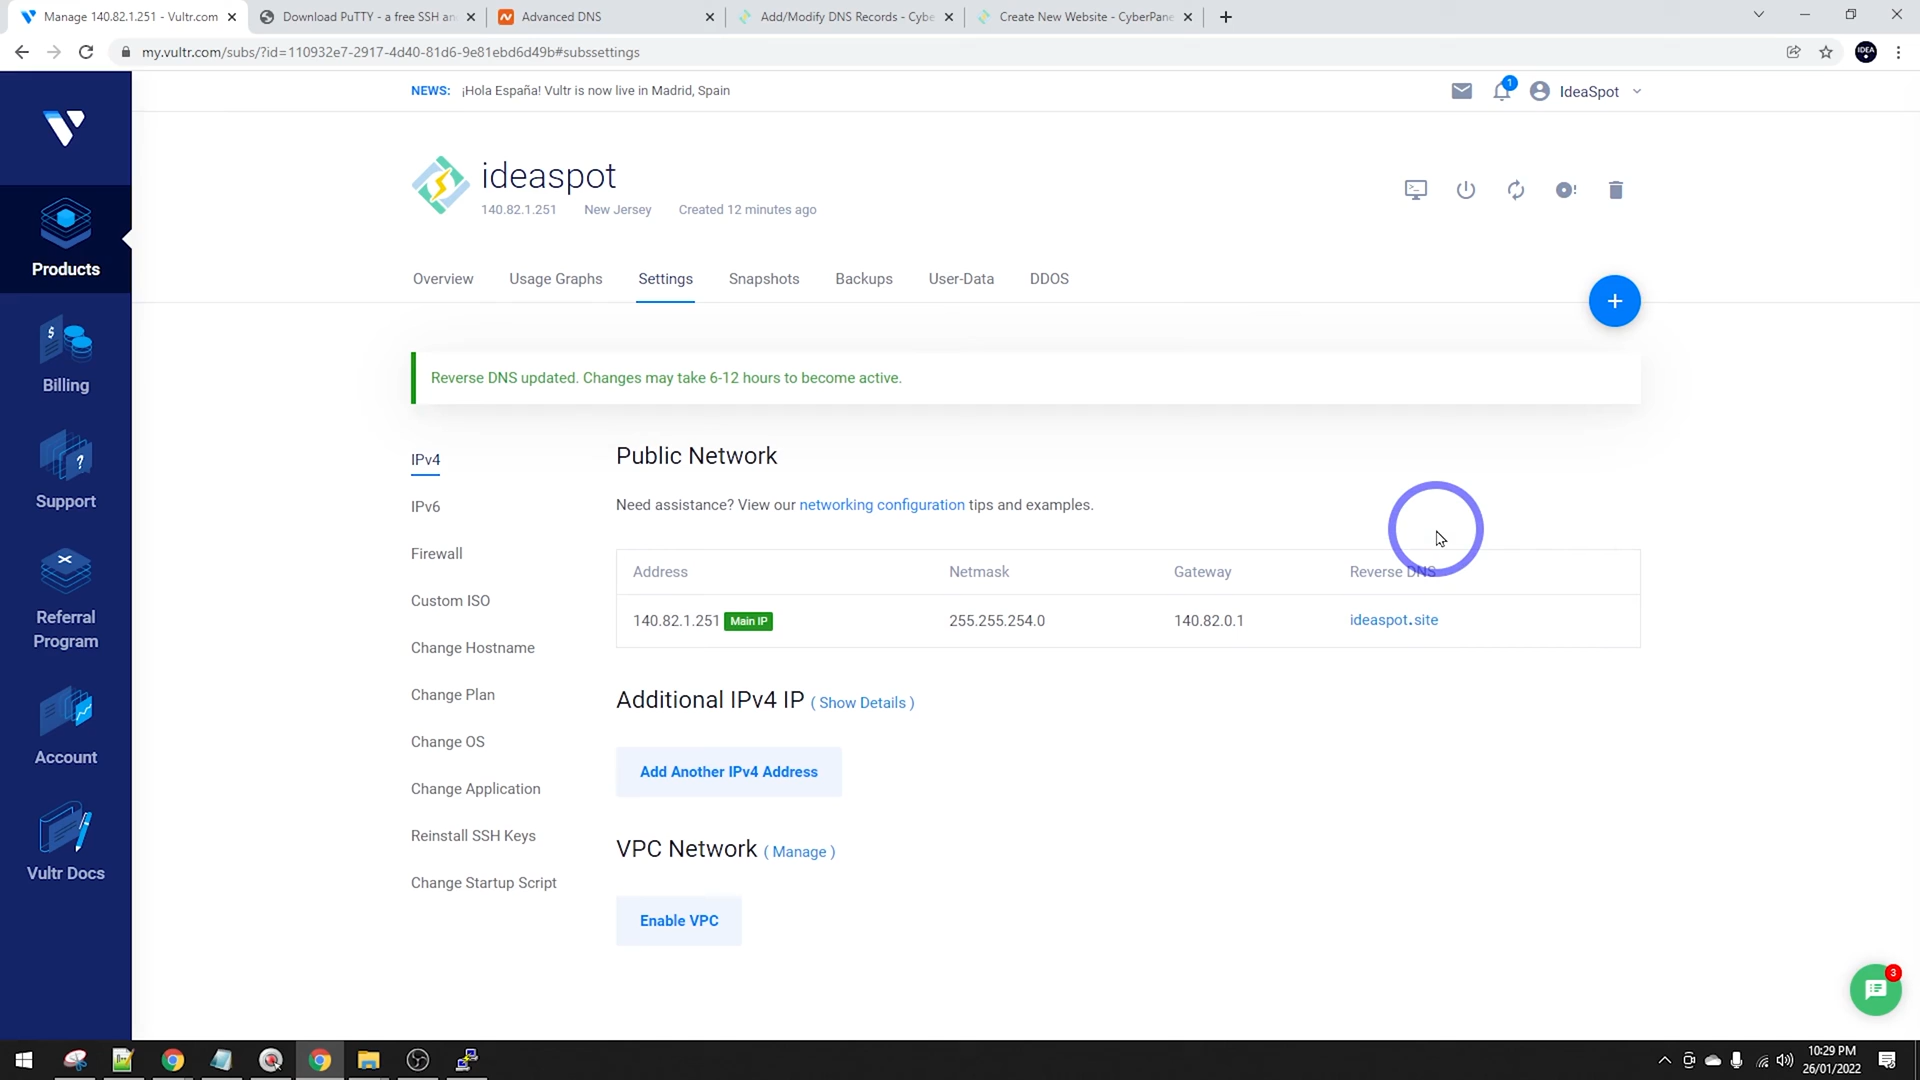 Manage 140.82.1.251 - Vultr.com
Download PuTTY - a free SSH an
Advanced DNS
Add/Modify DNS Records - Cybe
Create New Website - CyberPane
my.vultr.com/subs/?id=110932e7-2917-4d40-81d6-9e81ebd6d49b#subssettings
IDEA
NEWS: ¡Hola España! Vultr is now live in Madrid, Spain
1
IdeaSpot
ideaspot
140.82.1.251 New Jersey Created 12 minutes ago
Products
Billing
Support
Referral
Program
Account
Vultr Docs
Overview Usage Graphs Settings Snapshots Backups User-Data DDOS
Reverse DNS updated. Changes may take 6-12 hours to become active.
IPv4
IPv6
Firewall
Custom ISO
Change Hostname
Change Plan
Change OS
Change Application
Reinstall SSH Keys
Change Startup Script
Public Network
Need assistance? View our networking configuration tips and examples.
Address Netmask Gateway Reverse DNS
140.82.1.251 Main IP 255.255.254.0 140.82.0.1 ideaspot.site
Additional IPv4 IP ( Show Details )
Add Another IPv4 Address
VPC Network ( Manage )
Enable VPC
3
10:29 PM
26/01/2022